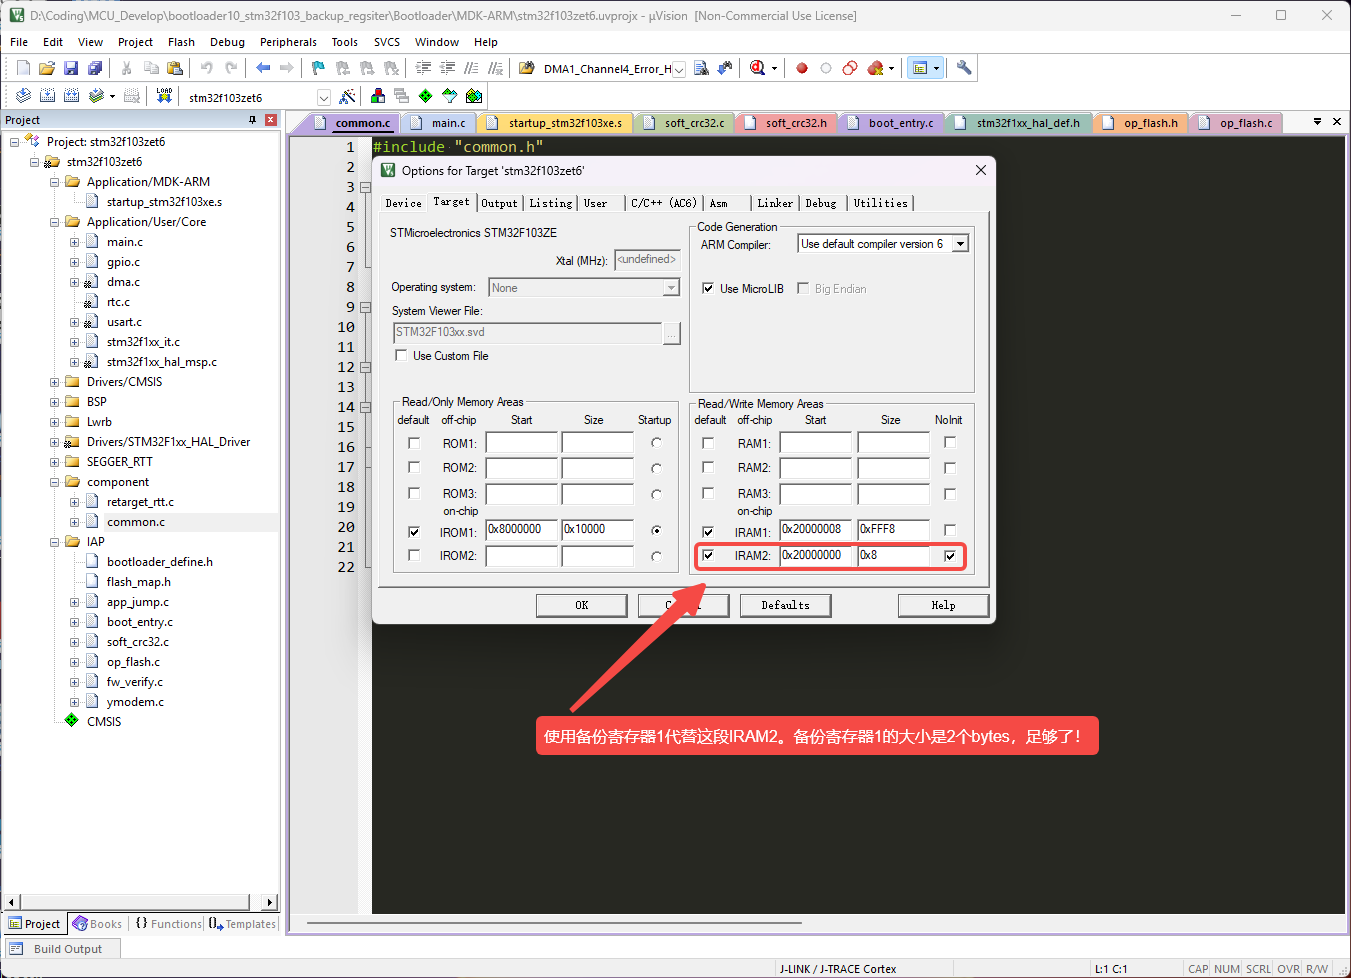 D:\Coding\MCU_Develop\bootloader10_stm32f103_backup_regsiter\Bootloader\MDK-ARM\stm32f103zet6.uvprojx - µVision [Non-Commercial Use License]
File Edit View Project Flash Debug Peripherals Tools SVCS Window Help
DMA1_Channel4_Error_H
LOAD stm32f103zet6
Project
Project: stm32f103zet6
stm32f103zet6
Application/MDK-ARM
startup_stm32f103xe.s
Application/User/Core
main.c
gpio.c
dma.c
rtc.c
usart.c
stm32f1xx_it.c
stm32f1xx_hal_msp.c
Drivers/CMSIS
BSP
Lwrb
Drivers/STM32F1xx_HAL_Driver
SEGGER_RTT
component
retarget_rtt.c
common.c
IAP
bootloader_define.h
flash_map.h
app_jump.c
boot_entry.c
soft_crc32.c
op_flash.c
fw_verify.c
ymodem.c
CMSIS
Project Books {} Functions Templates
Build Output
common.c main.c startup_stm32f103xe.s soft_crc32.c soft_crc32.h boot_entry.c stm32f1xx_hal_def.h op_flash.h op_flash.c
1 #include "common.h"
2
3
4
5
6
7
8
9
10
11
12
13
14
15
16
17
18
19
20
21
22
Options for Target 'stm32f103zet6'
Device Target Output Listing User C/C++ (AC6) Asm Linker Debug Utilities
STMicroelectronics STM32F103ZE
Xtal (MHz): <undefined>
Operating system: None
System Viewer File:
STM32F103xx.svd ...
Use Custom File
Code Generation
ARM Compiler: Use default compiler version 6
Use MicroLIB Big Endian
Read/Only Memory Areas
default off-chip Start Size Startup
ROM1:
ROM2:
ROM3:
on-chip
IROM1: 0x8000000 0x10000
IROM2:
Read/Write Memory Areas
default off-chip Start Size NoInit
RAM1:
RAM2:
RAM3:
on-chip
IRAM1: 0x20000008 0xFFF8
IRAM2: 0x20000000 0x8
OK Defaults Help
使用备份寄存器1代替这段IRAM2。备份寄存器1的大小是2个bytes，足够了！
J-LINK / J-TRACE Cortex L:1 C:1 CAP NUM SCRL OVR R/W